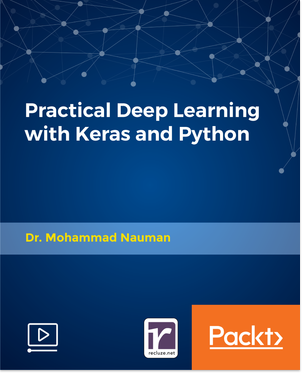 Practical Deep Learning
with Keras and Python
Dr. Mohammad Nauman
r
recluze.net
Packt>